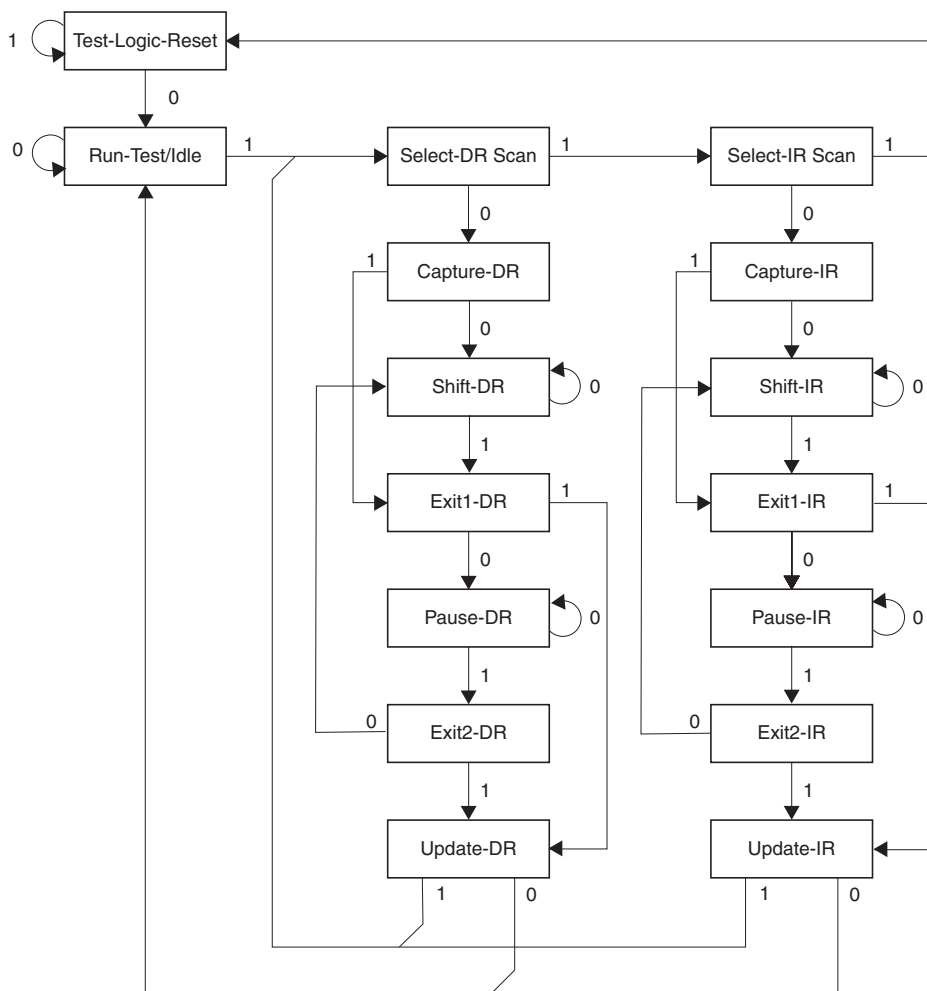 Test-Logic-Reset
1
0
0
Run-Test/Idle
1
Select-DR Scan
1
Select-IR Scan
1
0
0
1
Capture-DR
1
Capture-IR
0
0
Shift-DR
0
Shift-IR
0
1
1
Exit1-DR
1
Exit1-IR
1
0
0
Pause-DR
0
Pause-IR
0
1
1
0
Exit2-DR
0
Exit2-IR
1
1
Update-DR
Update-IR
1
0
1
0